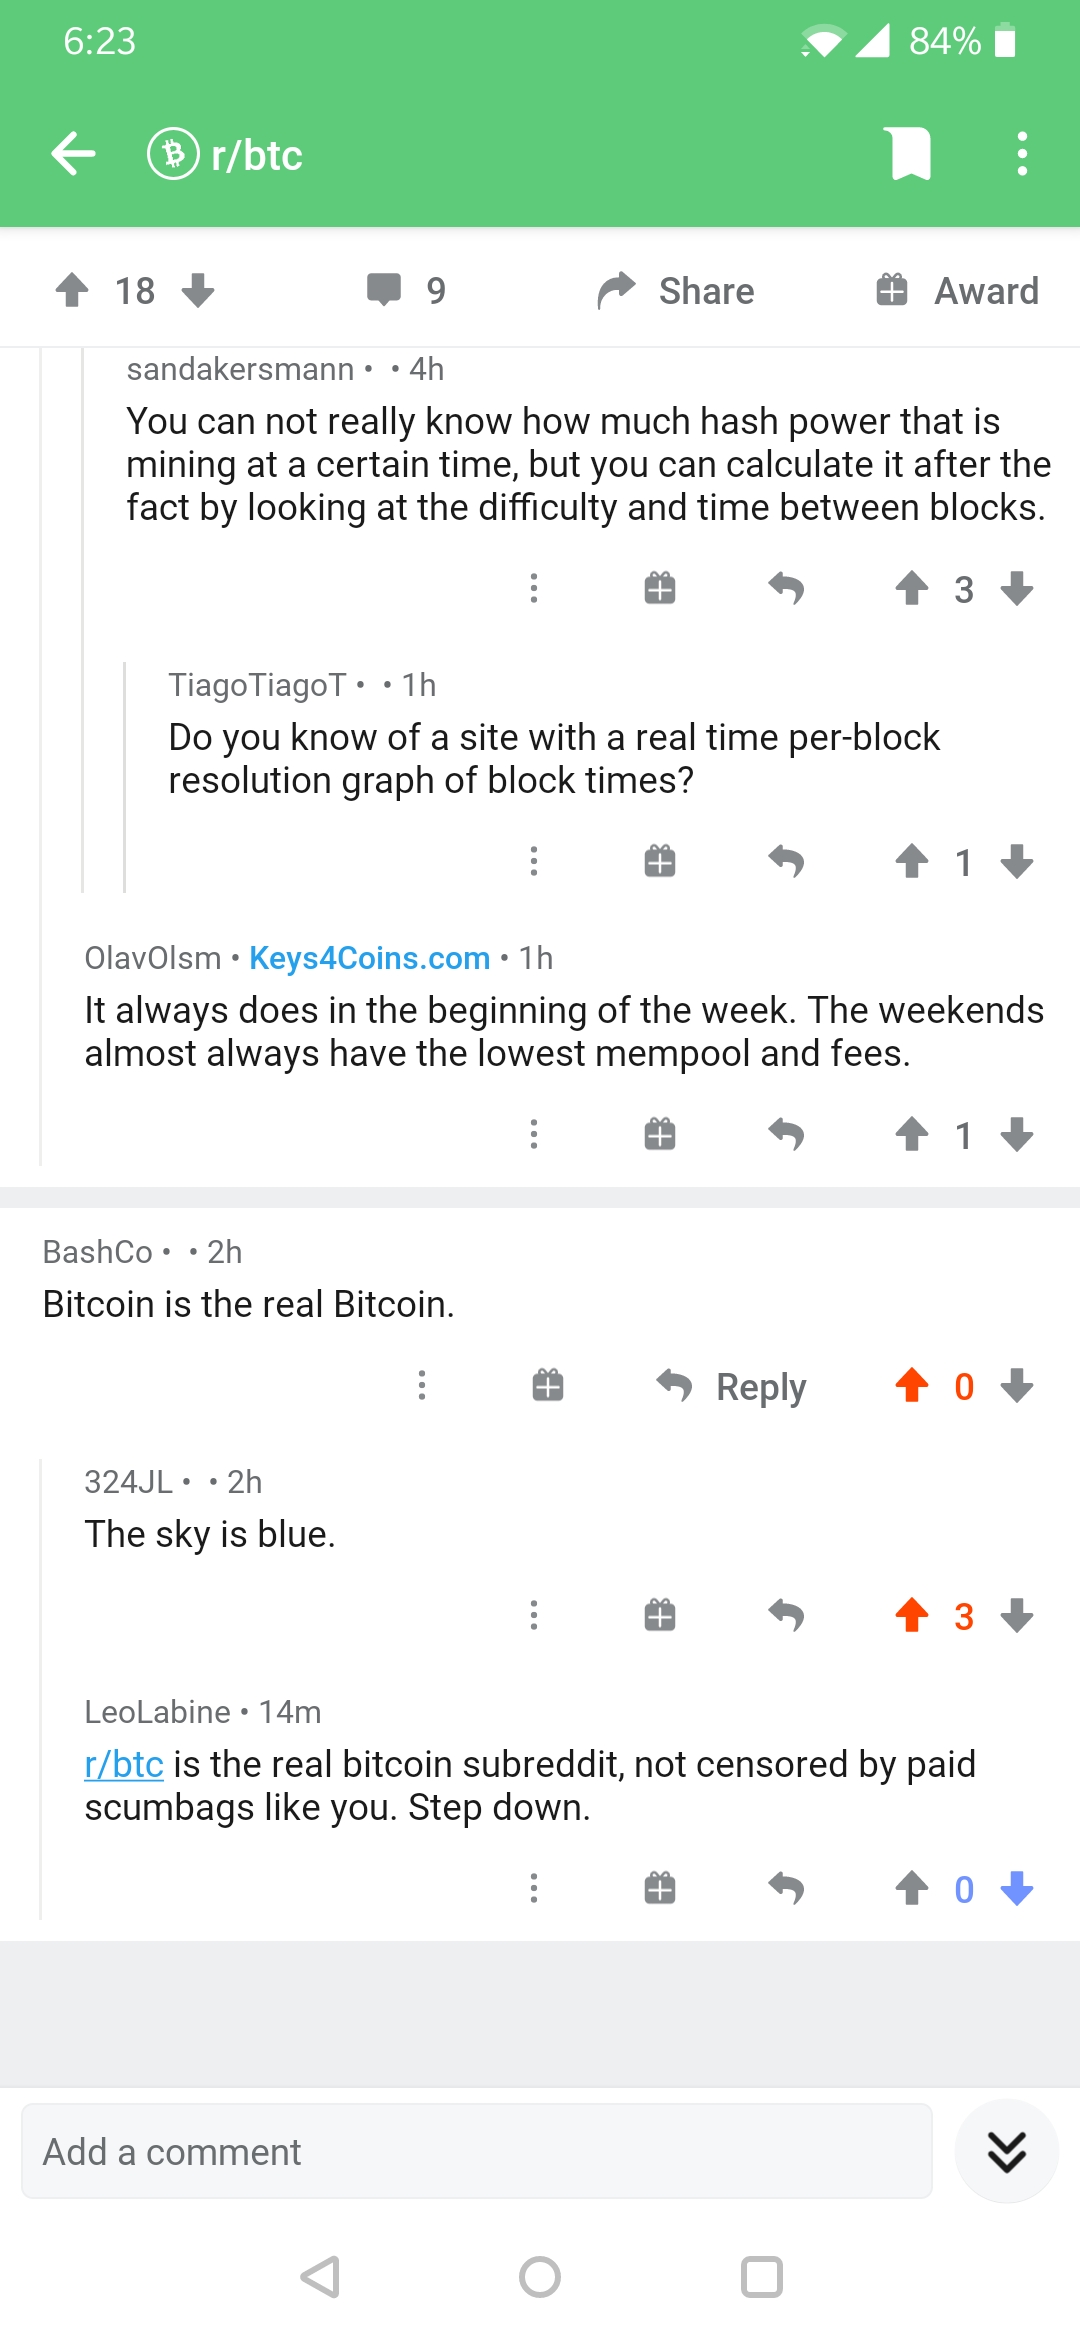 6:23
84%
r/btc
18
9
Share
Award
sandakersmann • • 4h
You can not really know how much hash power that is
mining at a certain time, but you can calculate it after the
fact by looking at the difficulty and time between blocks.
3
TiagoTiagoT • • 1h
Do you know of a site with a real time per-block
resolution graph of block times?
1
OlavOlsm • Keys4Coins.com • 1h
It always does in the beginning of the week. The weekends
almost always have the lowest mempool and fees.
1
BashCo • • 2h
Bitcoin is the real Bitcoin.
Reply
0
324JL • • 2h
The sky is blue.
3
LeoLabine • 14m
r/btc is the real bitcoin subreddit, not censored by paid
scumbags like you. Step down.
0
Add a comment